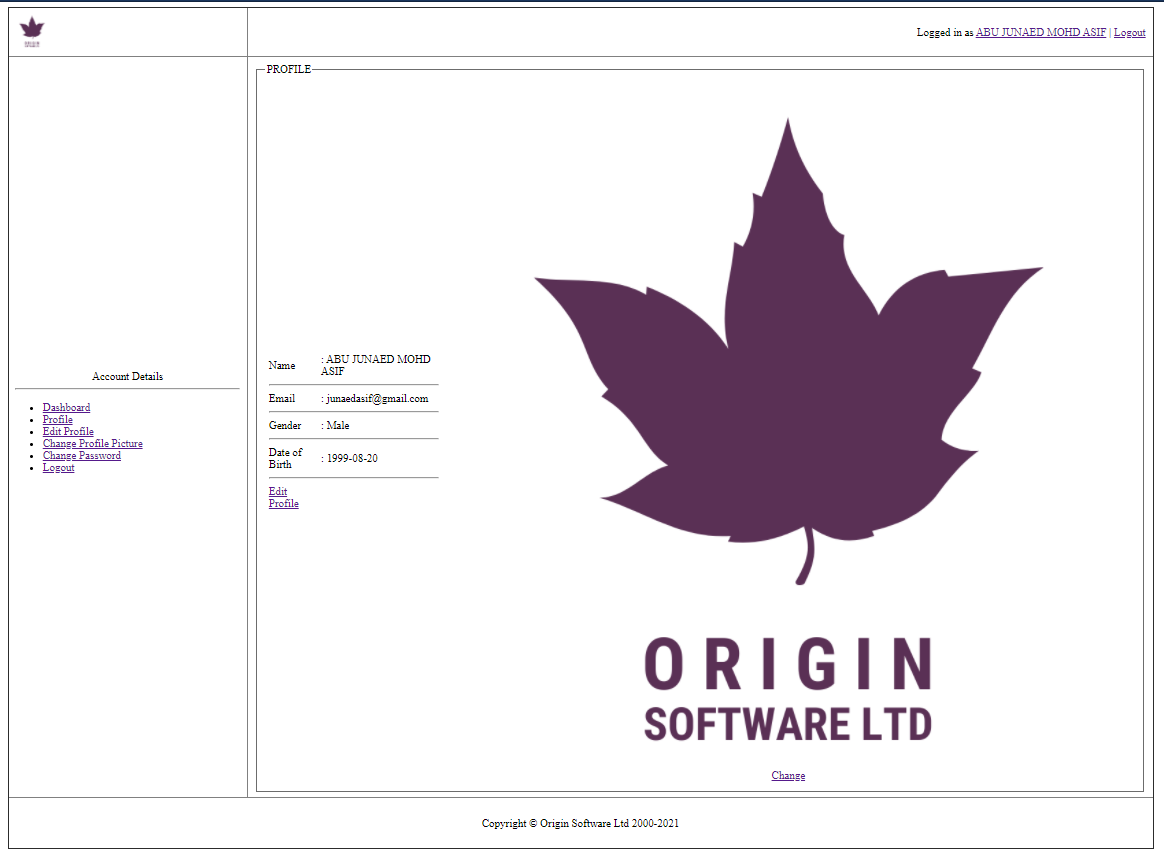 Logged in as ABU JUNAED MOHD ASIF | Logout
PROFILE
Account Details
Dashboard
Profile
Edit Profile
Change Profile Picture
Change Password
Logout
Name : ABU JUNAED MOHD
ASIF
Email : junaedasif@gmail.com
Gender : Male
Date of
Birth : 1999-08-20
Edit
Profile
ORIGIN
SOFTWARE LTD
Change
Copyright © Origin Software Ltd 2000-2021